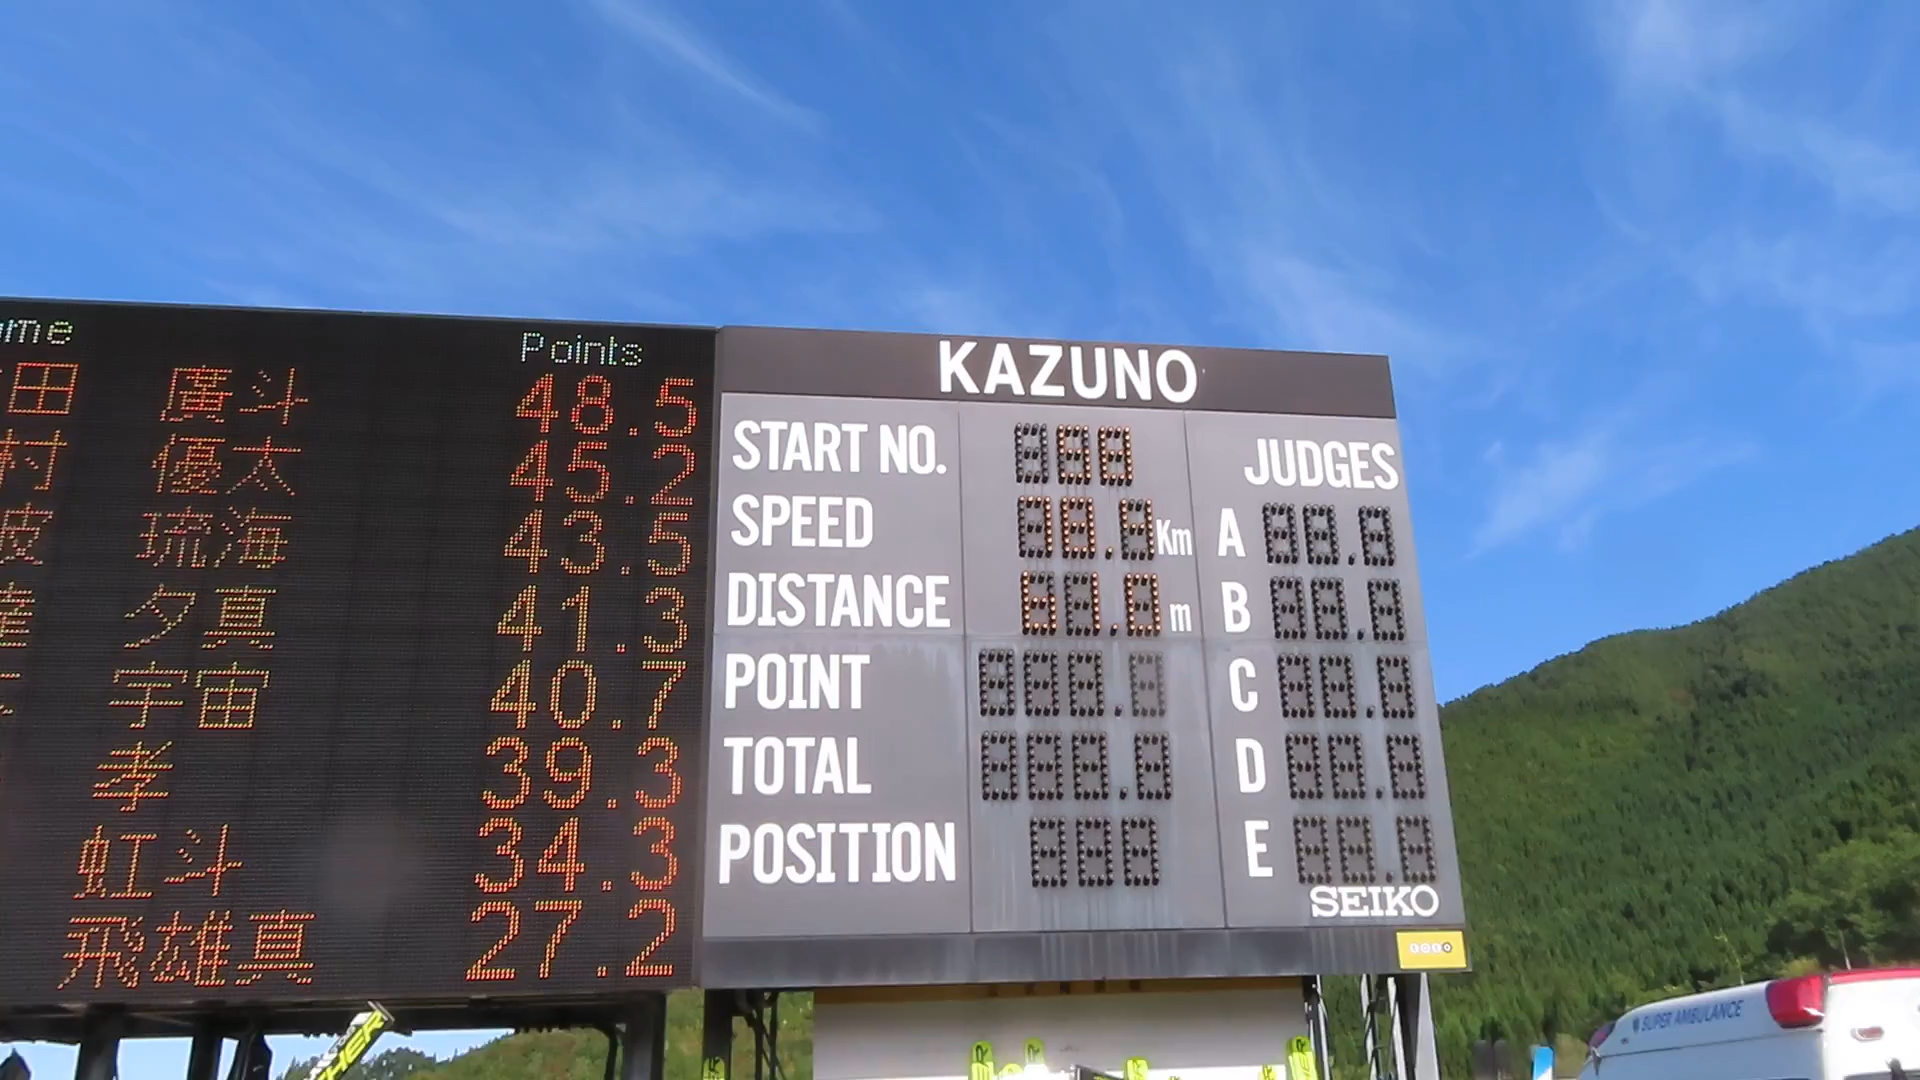 Points
田 廣斗 48.5
村 優太 45.2
琉海 43.5
夕真 41.3
宇宙 40.7
孝 39.3
虹斗 34.3
飛雄真 27.2
KAZUNO
START NO.
SPEED Km
DISTANCE m
POINT
TOTAL
POSITION
JUDGES
A
B
C
D
E
SEIKO
toto
SUPER AMBULANCE